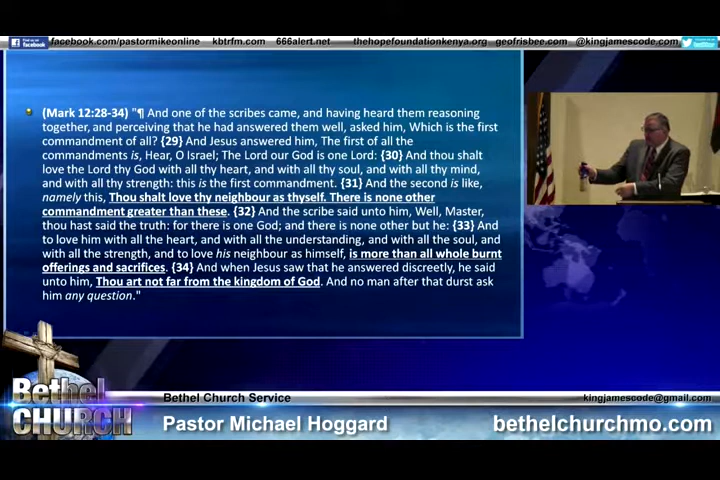 Find us on facebook facebook.com/pastormikeonline kbtrfm.com 666alert.net thehopefoundationkenya.org geofrisbee.com @kingjamescode.com
(Mark 12:28-34) "¶ And one of the scribes came, and having heard them reasoning
together, and perceiving that he had answered them well, asked him, Which is the first
commandment of all? {29} And Jesus answered him, The first of all the
commandments is, Hear, O Israel; The Lord our God is one Lord: {30} And thou shalt
love the Lord thy God with all thy heart, and with all thy soul, and with all thy mind,
and with all thy strength: this is the first commandment. {31} And the second is like,
namely this, Thou shalt love thy neighbour as thyself. There is none other
commandment greater than these. {32} And the scribe said unto him, Well, Master,
thou hast said the truth: for there is one God; and there is none other but he: {33} And
to love him with all the heart, and with all the understanding, and with all the soul, and
with all the strength, and to love his neighbour as himself, is more than all whole burnt
offerings and sacrifices. {34} And when Jesus saw that he answered discreetly, he said
unto him, Thou art not far from the kingdom of God. And no man after that durst ask
him any question."
Bethel
CHURCH
Bethel Church Service kingjamescode@gmail.com
Pastor Michael Hoggard bethelchurchmo.com